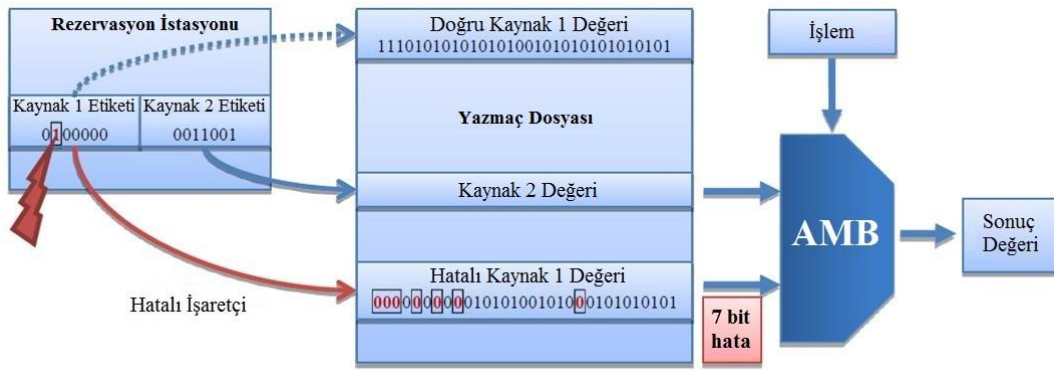 Rezervasyon İstasyonu
Kaynak 1 Etiketi
0100000
Kaynak 2 Etiketi
0011001
Hatalı İşaretçi
Doğru Kaynak 1 Değeri
11101010101010100101010101010101
Yazmaç Dosyası
Kaynak 2 Değeri
Hatalı Kaynak 1 Değeri
00000000001010100101000101010101
7 bit
hata
İşlem
AMB
Sonuç
Değeri